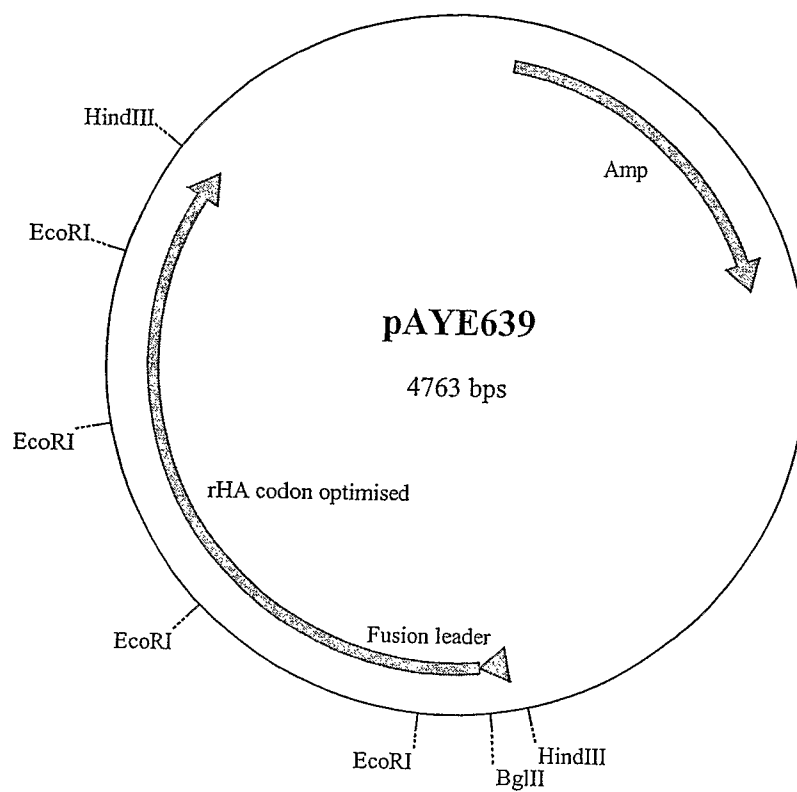 HindIII
Amp
EcoRI
pAYE639
4763 bps
EcoRI
rHA codon optimised
EcoRI
Fusion leader
EcoRI
HindIII
BglII